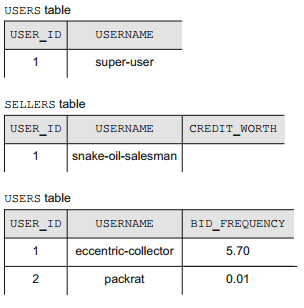 USERS table
USER_ID USERNAME
1 super-user
SELLERS table
USER_ID USERNAME CREDIT_WORTH
1 snake-oil-salesman
USERS table
USER_ID USERNAME BID_FREQUENCY
1 eccentric-collector 5.70
2 packrat 0.01